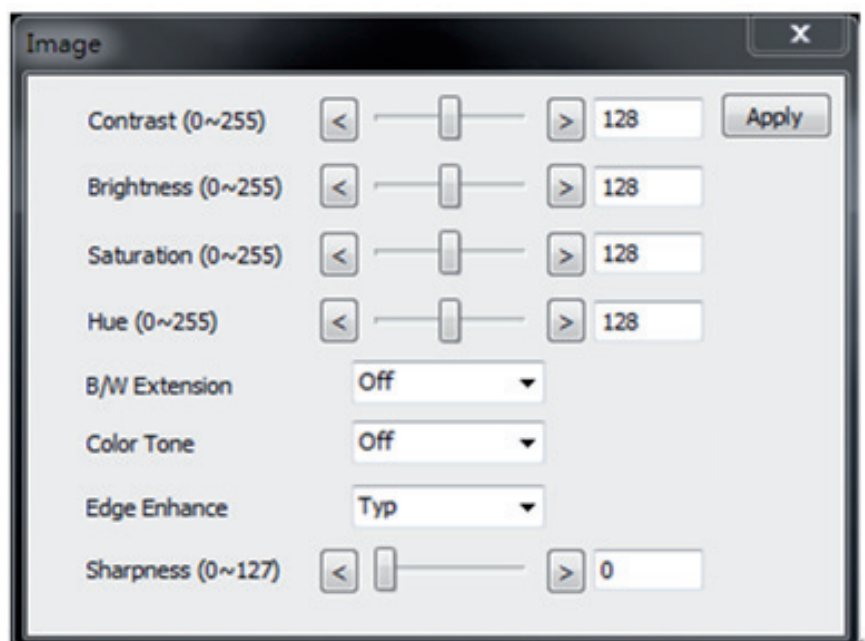 Image x
Contrast (0~255) < > 128 Apply
Brightness (0~255) < > 128
Saturation (0~255) < > 128
Hue (0~255) < > 128
B/W Extension Off
Color Tone Off
Edge Enhance Typ
Sharpness (0~127) < > 0